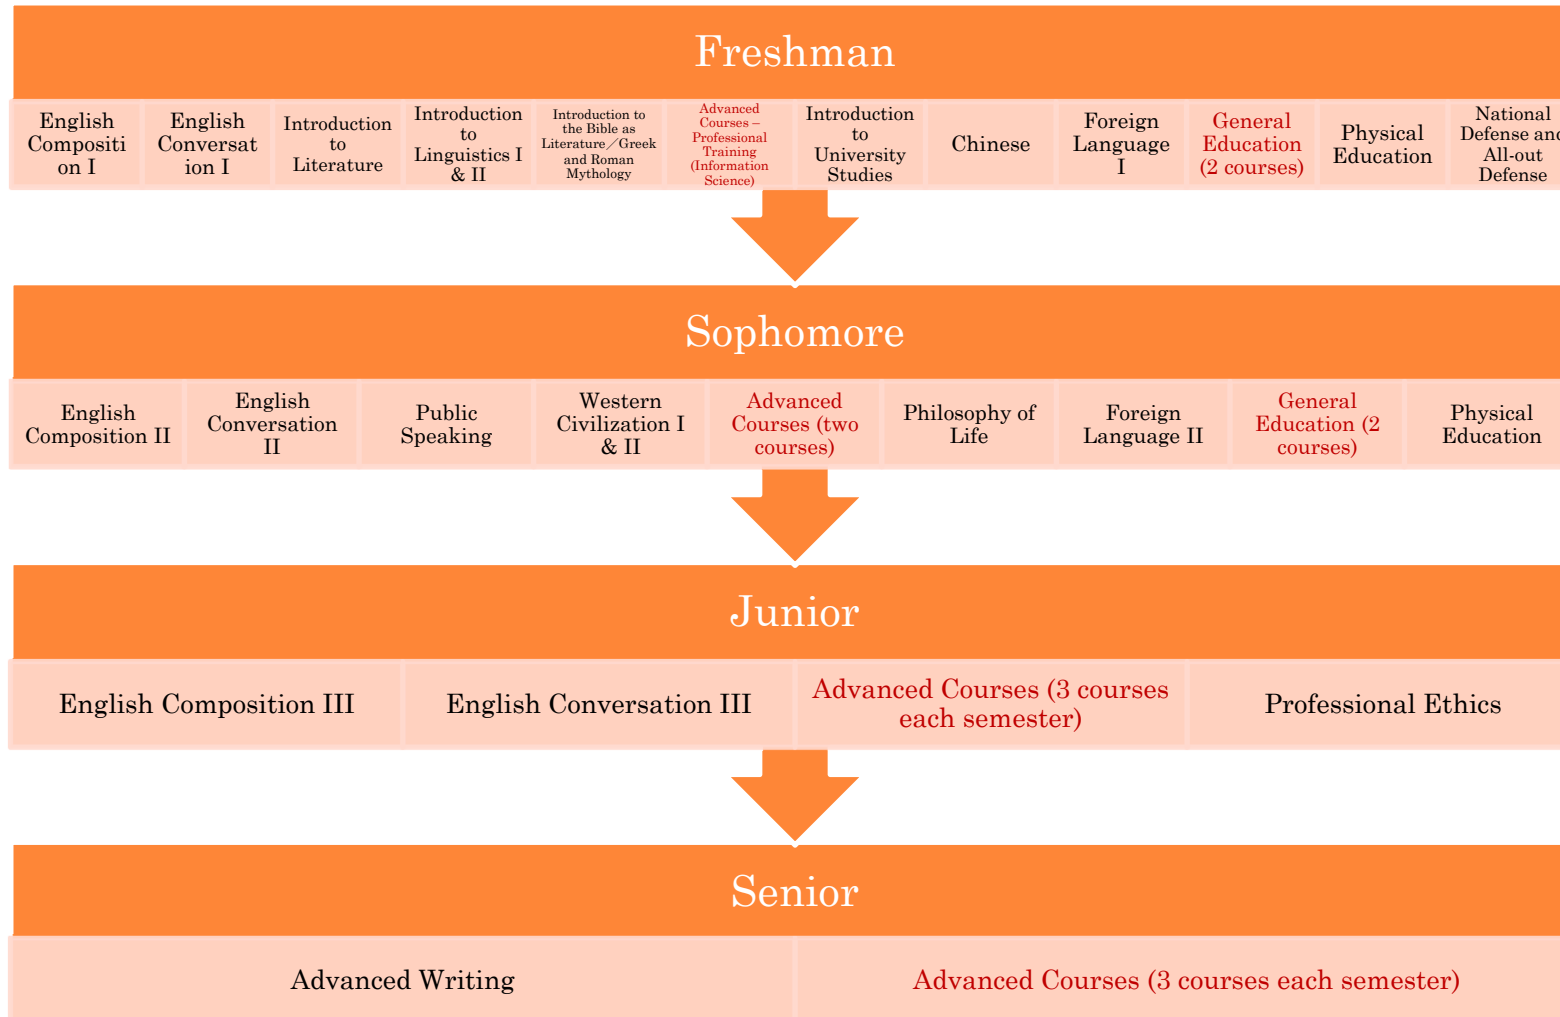 Freshman
English
Compositi
on I
English
Conversat
ion I
Introduction
to
Literature
Introduction
to
Linguistics I
& II
Introduction to
the Bible as
Literature／Greek
and Roman
Mythology
Advanced
Courses –
Professional
Training
(Information
Science)
Introduction
to
University
Studies
Chinese
Foreign
Language
I
General
Education
(2 courses)
Physical
Education
National
Defense and
All-out
Defense
Sophomore
English
Composition II
English
Conversation
II
Public
Speaking
Western
Civilization I
& II
Advanced
Courses (two
courses)
Philosophy of
Life
Foreign
Language II
General
Education (2
courses)
Physical
Education
Junior
English Composition III
English Conversation III
Advanced Courses (3 courses
each semester)
Professional Ethics
Senior
Advanced Writing
Advanced Courses (3 courses each semester)